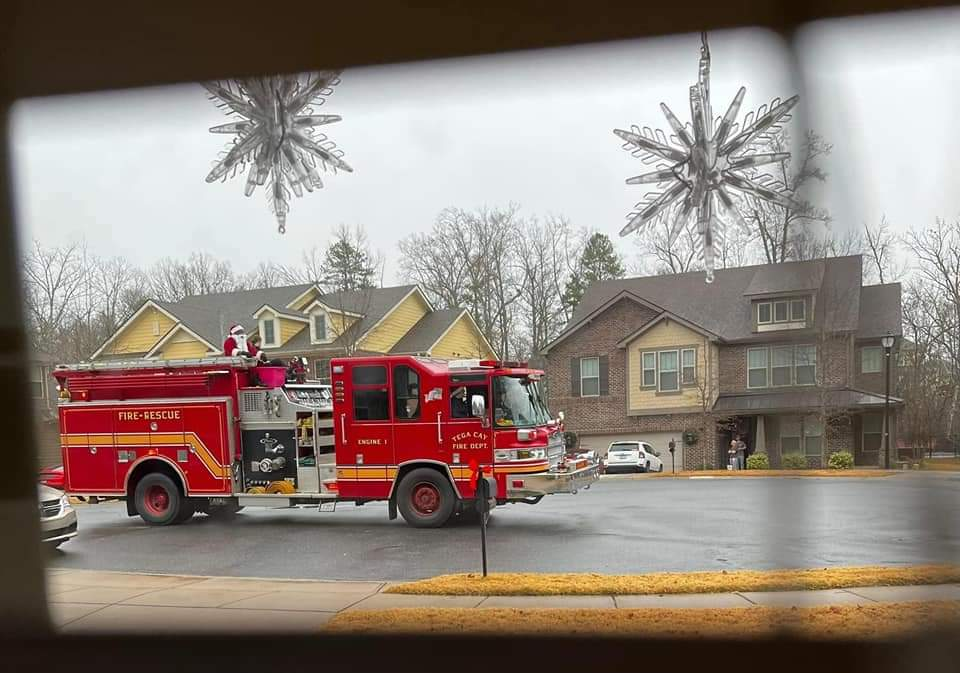 FIRE-RESCUE
ENGINE 1
TEGA CAY
FIRE DEPT.